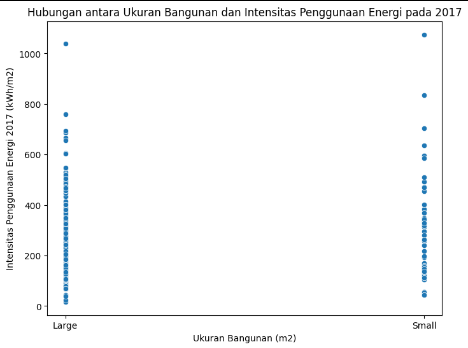 Hubungan antara Ukuran Bangunan dan Intensitas Penggunaan Energi pada 2017
Intensitas Penggunaan Energi 2017 (kWh/m2)
1000
800
600
400
200
0
Large
Small
Ukuran Bangunan (m2)